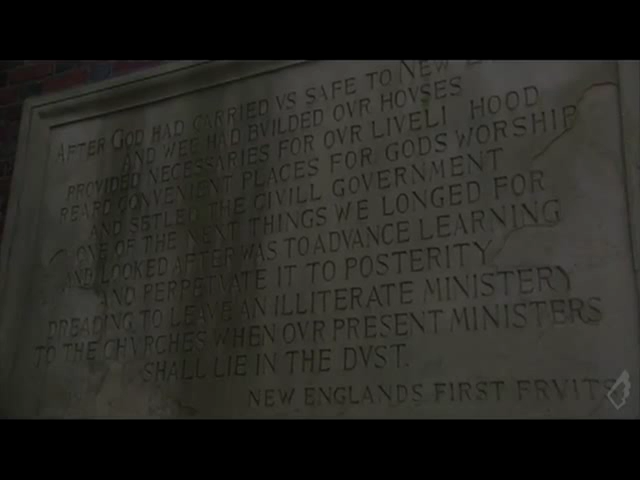 AFTER GOD HAD CARRIED VS SAFE TO NEW E
AND WEE HAD BVILDED OVR HOVSES
PROVIDED NECESSARIES FOR OVR LIVELI HOOD
REARD CONVENIENT PLACES FOR GODS WORSHIP
AND SETLED THE CIVILL GOVERNMENT
ONE OF THE NEXT THINGS WE LONGED FOR
AND LOOKED AFTER WAS TO ADVANCE LEARNING
AND PERPETVATE IT TO POSTERITY
DREADING TO LEAVE AN ILLITERATE MINISTERY
TO THE CHVRCHES WHEN OVR PRESENT MINISTERS
SHALL LIE IN THE DVST.
NEW ENGLANDS FIRST FRVITS